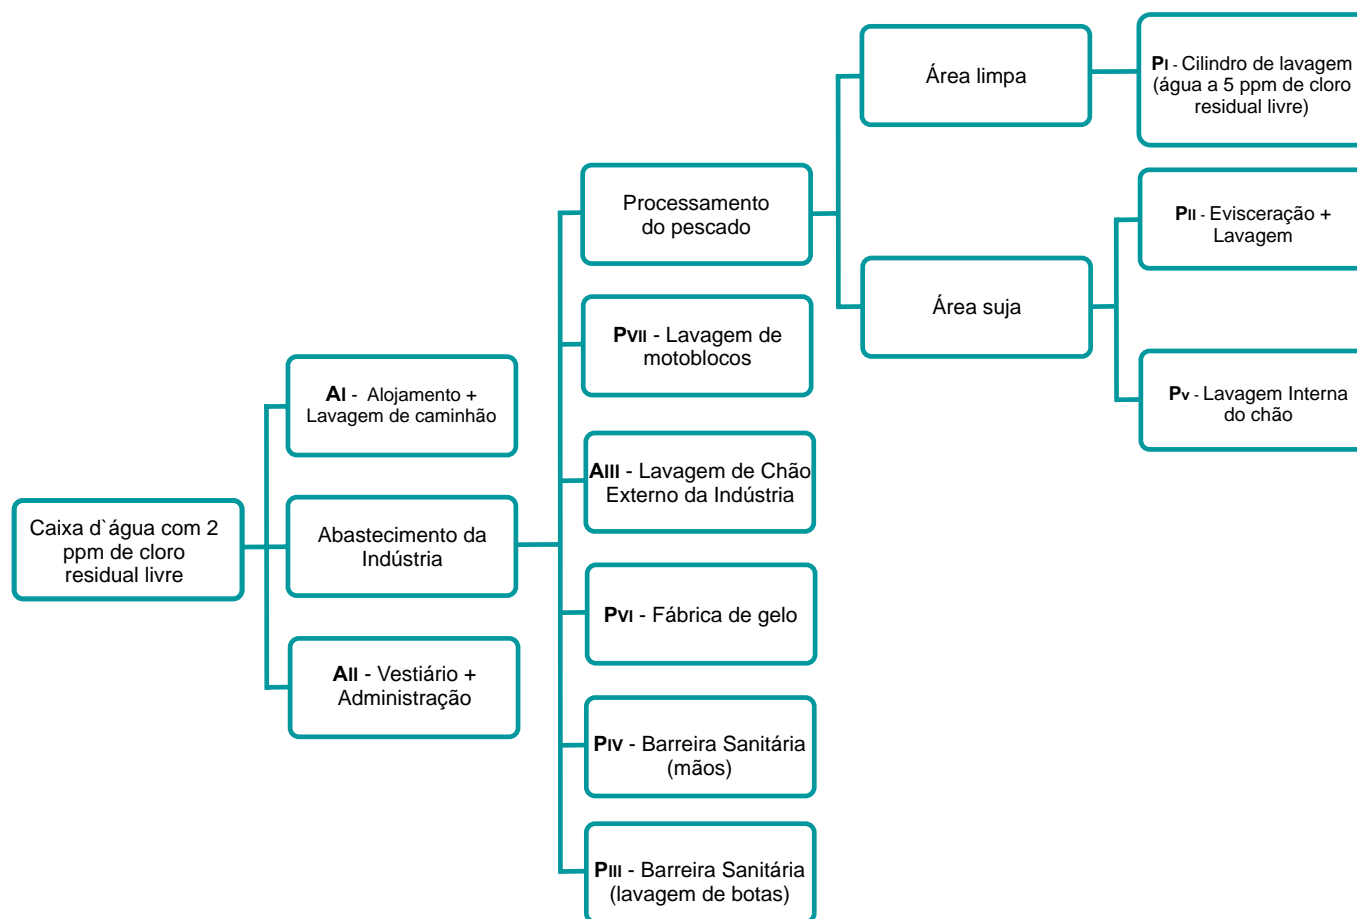 Caixa d`água com 2
ppm de cloro
residual livre
AI - Alojamento +
Lavagem de caminhão
Abastecimento da
Indústria
AII - Vestiário +
Administração
Processamento
do pescado
PVII - Lavagem de
motoblocos
AIII - Lavagem de Chão
Externo da Indústria
PVI - Fábrica de gelo
PIV - Barreira Sanitária
(mãos)
PIII - Barreira Sanitária
(lavagem de botas)
Área limpa
Área suja
PI - Cilindro de lavagem
(água a 5 ppm de cloro
residual livre)
PII - Evisceração +
Lavagem
PV - Lavagem Interna
do chão